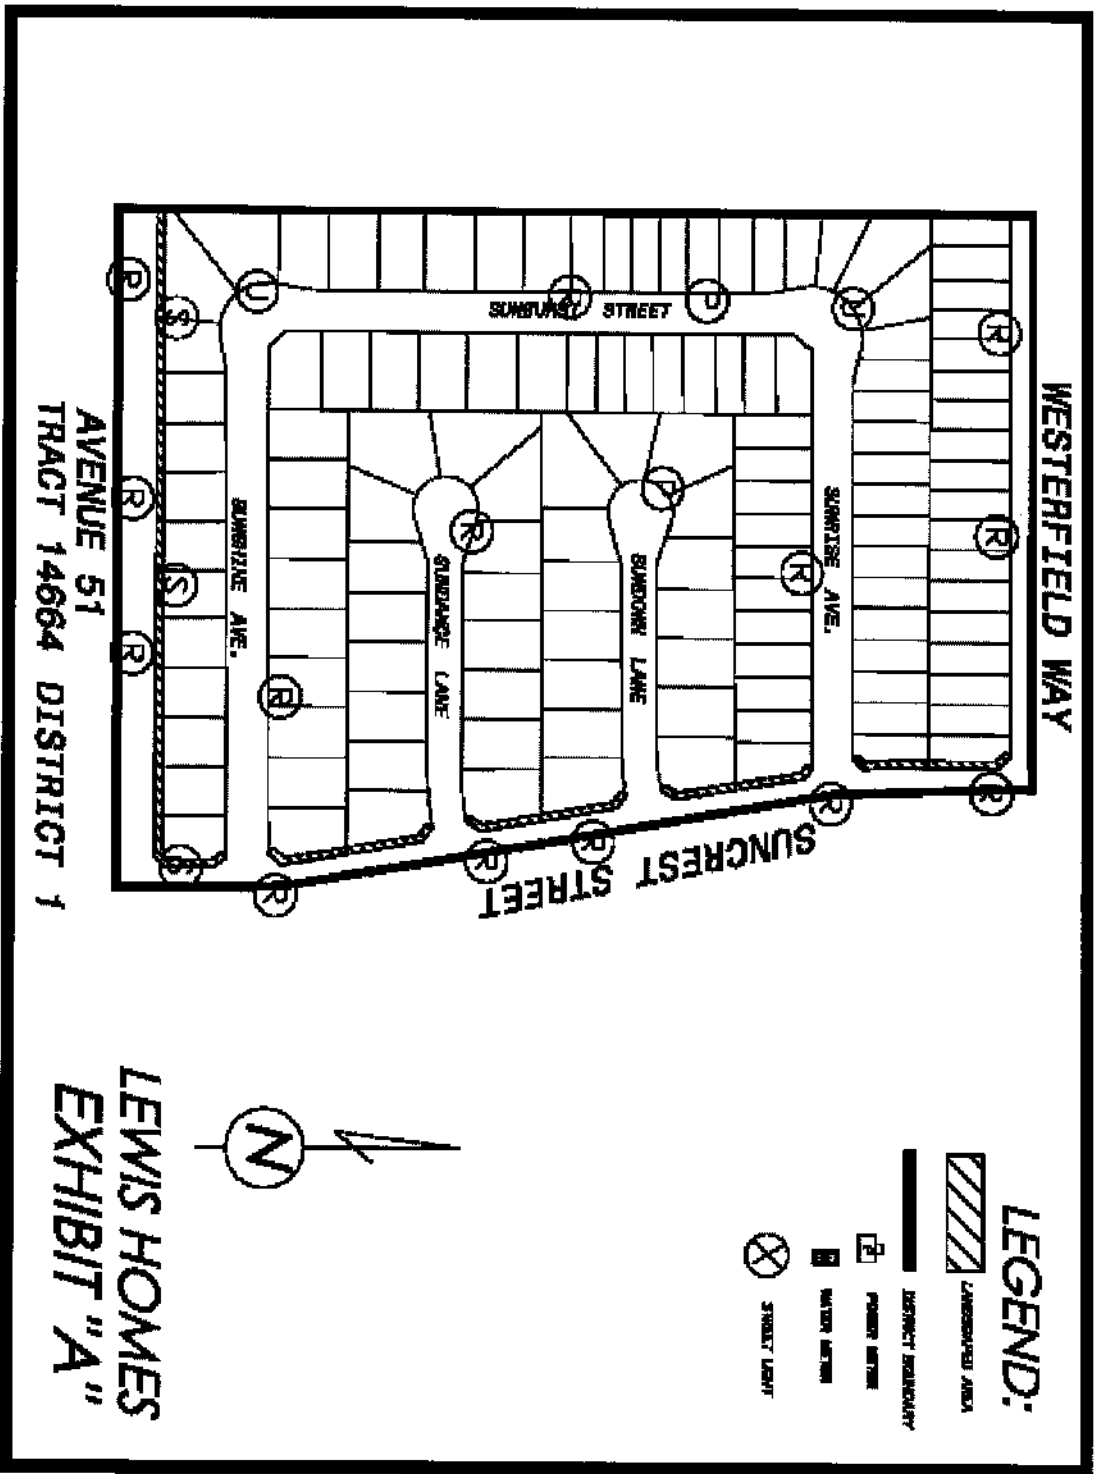 WESTERFIELD WAY
SUNBURST STREET
SUNRISE AVE.
SUNDOWN LANE
SUNDANCE LANE
SUNSHINE AVE.
SUNCREST STREET
AVENUE 51
TRACT 14664 DISTRICT 1
N
LEGEND:
LANDSCAPED AREA
DISTRICT BOUNDARY
POWER METER
WATER METER
STREET LIGHT
LEWIS HOMES
EXHIBIT "A"